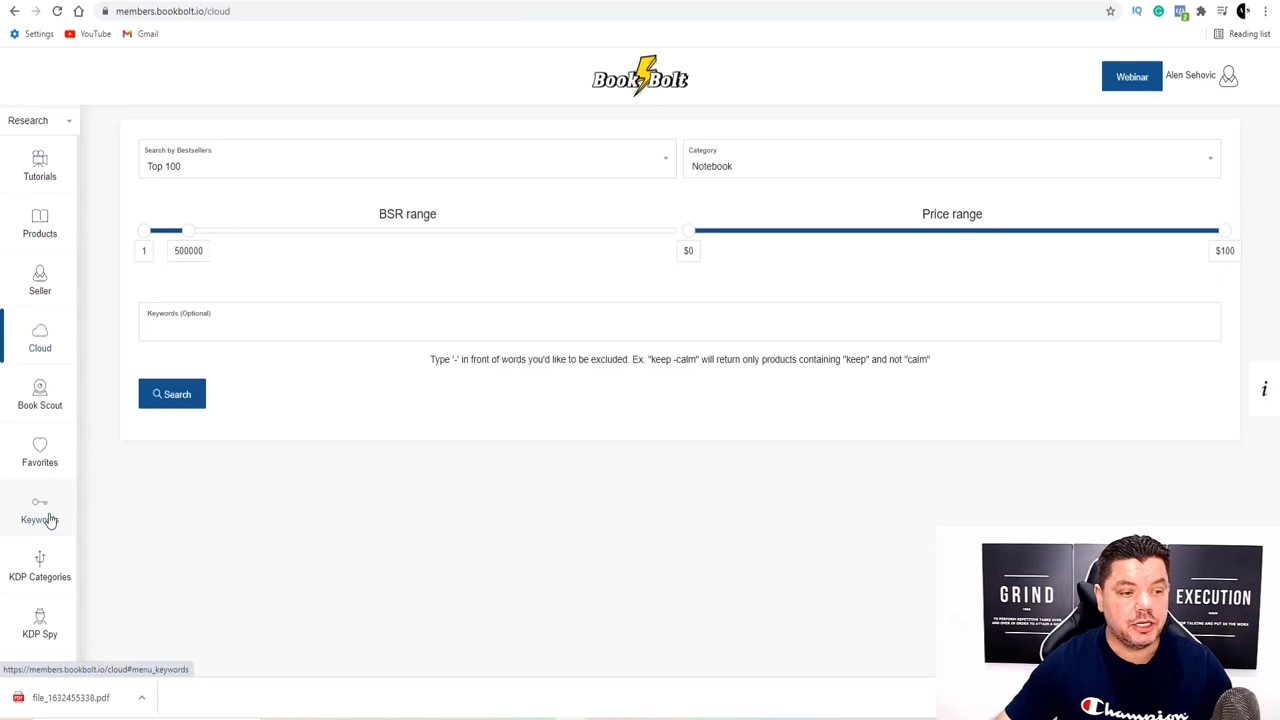 members.bookbolt.io/cloud
Settings
YouTube
Gmail
Reading list
Book Bolt
Webinar
Alen Sehovic
Research
Tutorials
Products
Seller
Cloud
Book Scout
Favorites
Keywor
KDP Categories
KDP Spy
Search by Bestsellers
Top 100
Category
Notebook
BSR range
Price range
1
500000
$0
$100
Keywords (Optional)
Type '-' in front of words you'd like to be excluded. Ex. "keep -calm" will return only products containing "keep" and not "calm"
Search
i
https://members.bookbolt.io/cloud#menu_keywords
PDF
file_1632455338.pdf
GRIND
EXECUTION
Champion